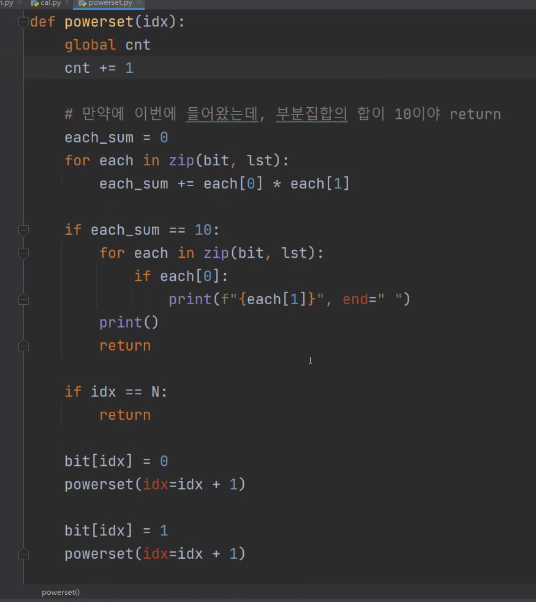 cal.py powerset.py
def powerset(idx):
    global cnt
    cnt += 1

    # 만약에 이번에 들어왔는데, 부분집합의 합이 10이야 return
    each_sum = 0
    for each in zip(bit, lst):
        each_sum += each[0] * each[1]

    if each_sum == 10:
        for each in zip(bit, lst):
            if each[0]:
                print(f"{each[1]}", end=" ")
        print()
        return

    if idx == N:
        return

    bit[idx] = 0
    powerset(idx=idx + 1)

    bit[idx] = 1
    powerset(idx=idx + 1)
powerset()